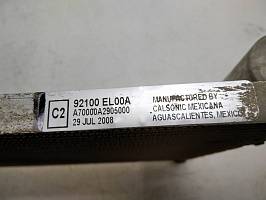 C2
92100 EL00A
A70000A2905000
29 JUL 2008
MANUFACTURED BY
CALSONIC MEXICANA
AGUASCALIENTES, MEXICO